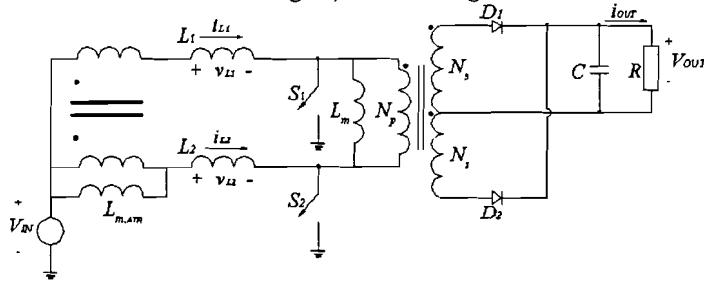 L1 iL1
+ vL1 -
S1
Lm
Np
Ns
Ns
D1
D2
iOUT
C
R
+
VOUT
-
L2 iL2
+ vL2 -
S2
Lm,AM
+
VIN
-